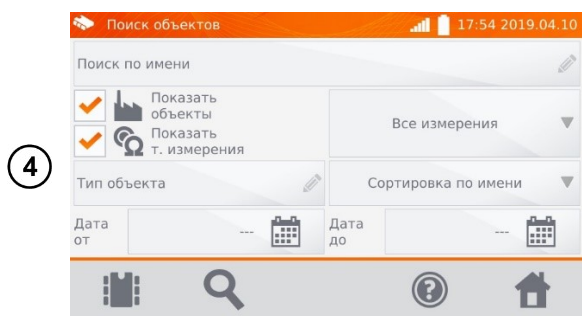 Поиск объектов 17:54 2019.04.10
Поиск по имени
Показать
объекты
Показать
т. измерения
Все измерения
4
Тип объекта Сортировка по имени
Дата
от
---
Дата
до
---
?